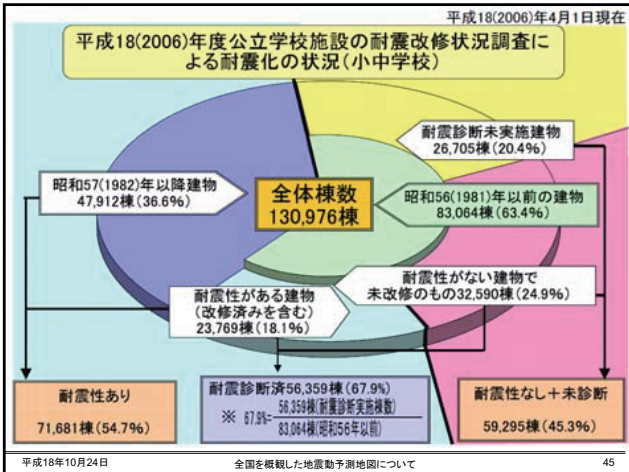 平成18(2006)年4月1日現在
平成18(2006)年度公立学校施設の耐震改修状況調査に
よる耐震化の状況(小中学校)
耐震診断未実施建物
26,705棟(20.4%)
昭和57(1982)年以降建物
47,912棟(36.6%)
全体棟数
130,976棟
昭和56(1981)年以前の建物
83,064棟(63.4%)
耐震性がある建物
(改修済みを含む)
23,769棟(18.1%)
耐震性がない建物で
未改修のもの32,590棟(24.9%)
耐震性あり
71,681棟(54.7%)
耐震診断済56,359棟(67.9%)
※ 67.9%=
56,359棟(耐震診断実施棟数)
83,064棟(昭和56年以前)
耐震性なし+未診断
59,295棟(45.3%)
平成18年10月24日
全国を概観した地震動予測地図について
45